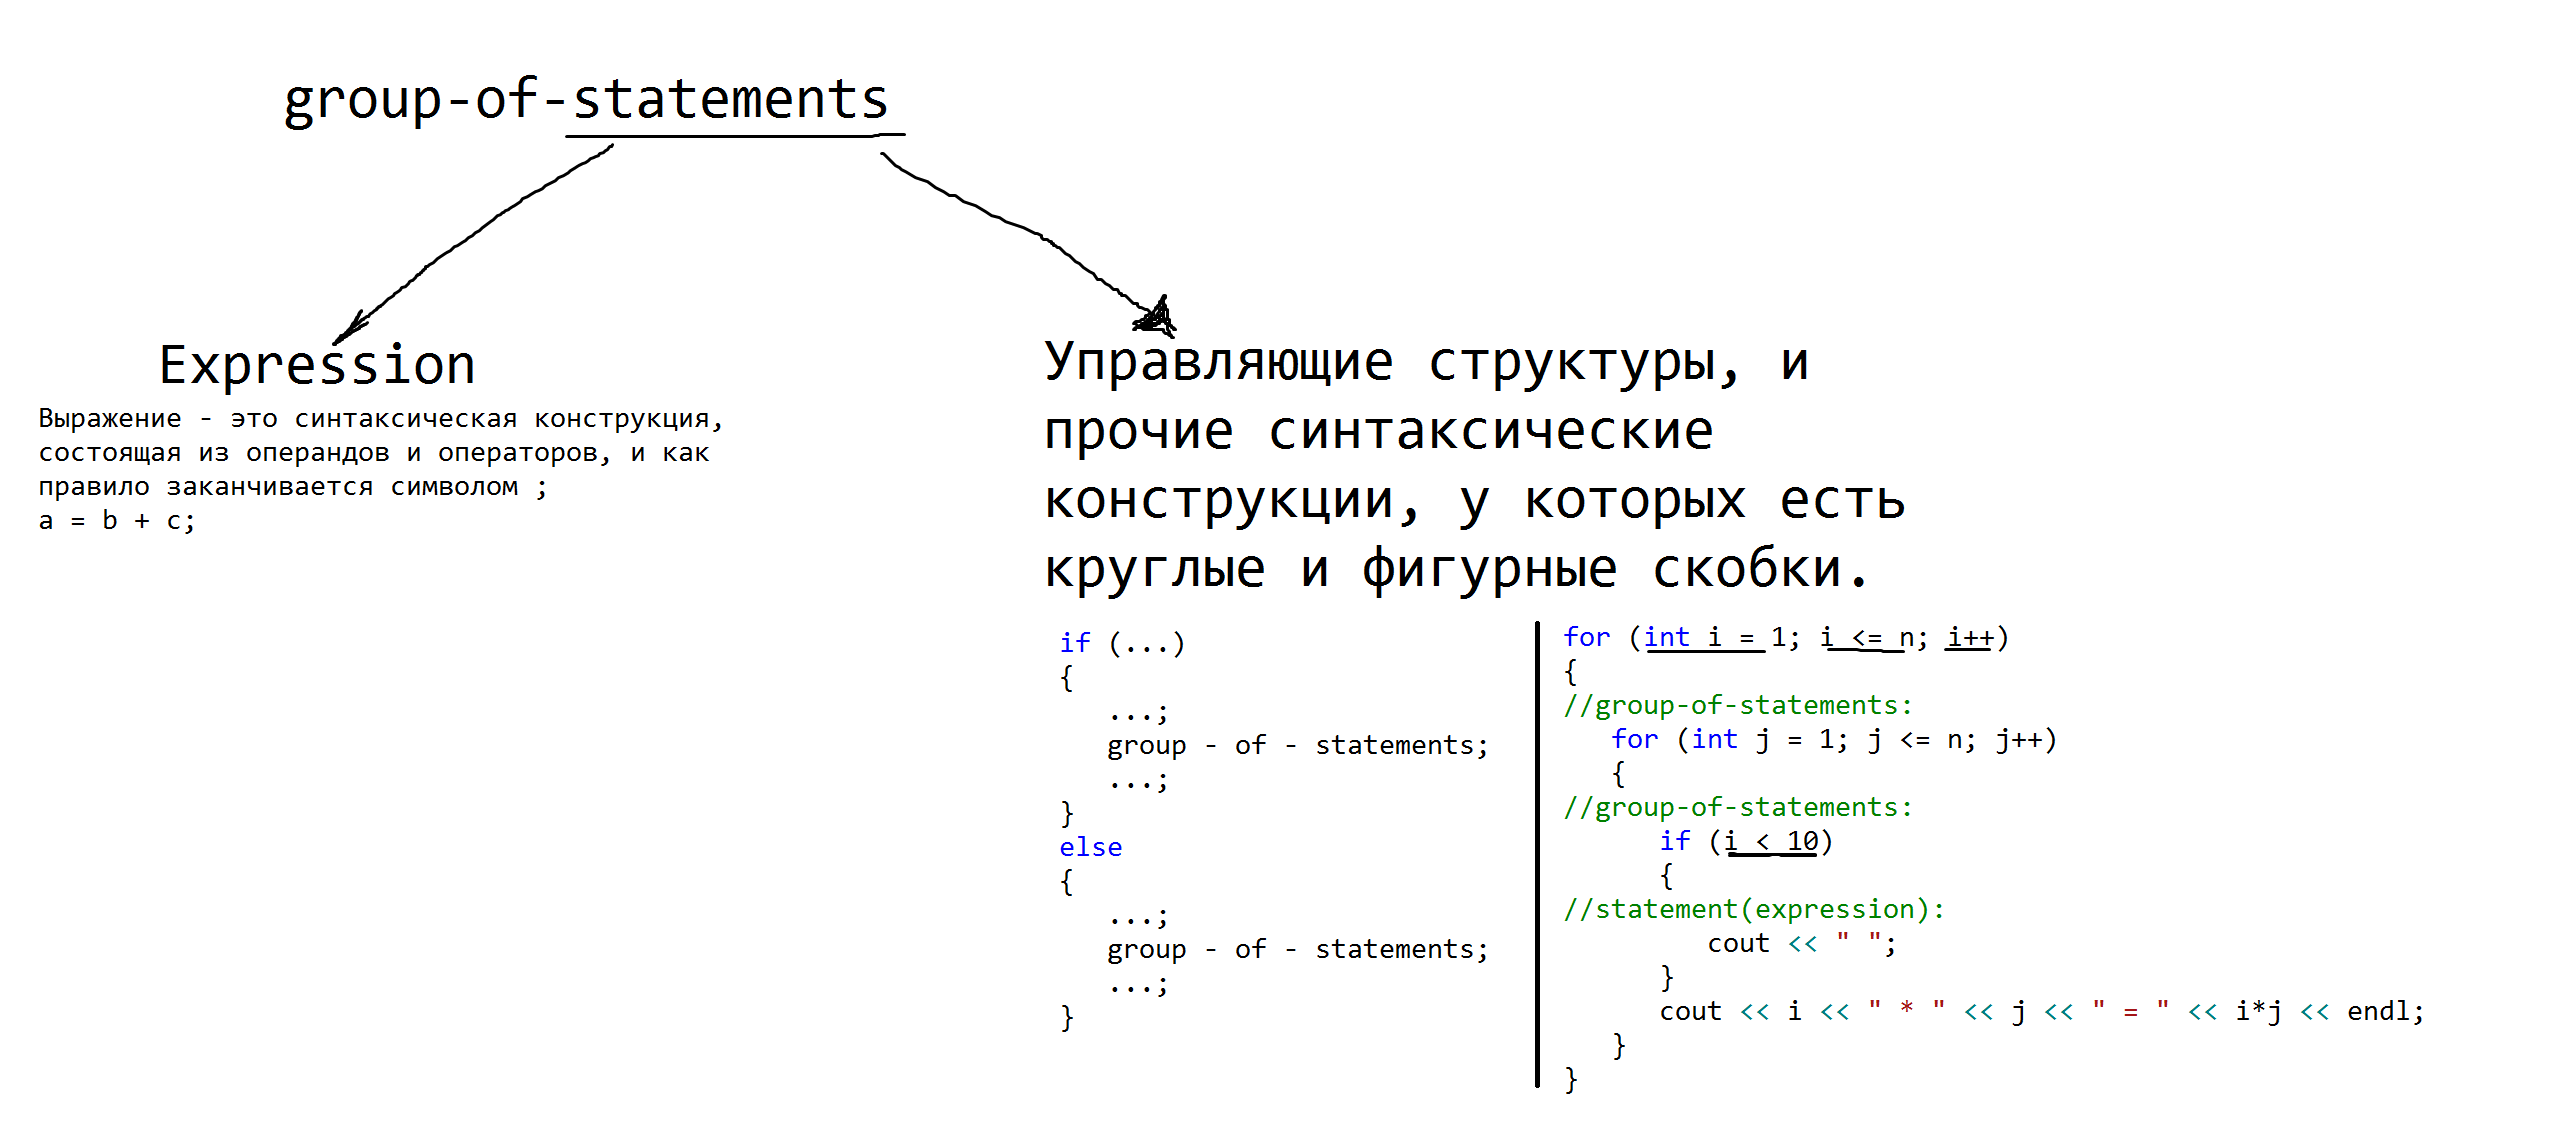 group-of-statements
Expression
Выражение - это синтаксическая конструкция,
состоящая из операндов и операторов, и как
правило заканчивается символом ;
a = b + c;
Управляющие структуры, и
прочие синтаксические
конструкции, у которых есть
круглые и фигурные скобки.
if (...)
{
...;
group - of - statements;
...;
}
else
{
...;
group - of - statements;
...;
}
for (int i = 1; i <= n; i++)
{
//group-of-statements:
for (int j = 1; j <= n; j++)
{
//group-of-statements:
if (i < 10)
{
//statement(expression):
cout << " ";
}
cout << i << " * " << j << " = " << i*j << endl;
}
}